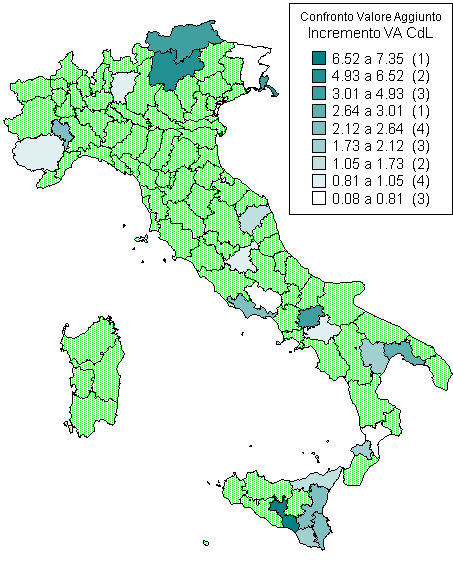 Confronto Valore Aggiunto
Incremento VA CdL
6.52 a 7.35 (1)
4.93 a 6.52 (2)
3.01 a 4.93 (3)
2.64 a 3.01 (1)
2.12 a 2.64 (4)
1.73 a 2.12 (3)
1.05 a 1.73 (2)
0.81 a 1.05 (4)
0.08 a 0.81 (3)